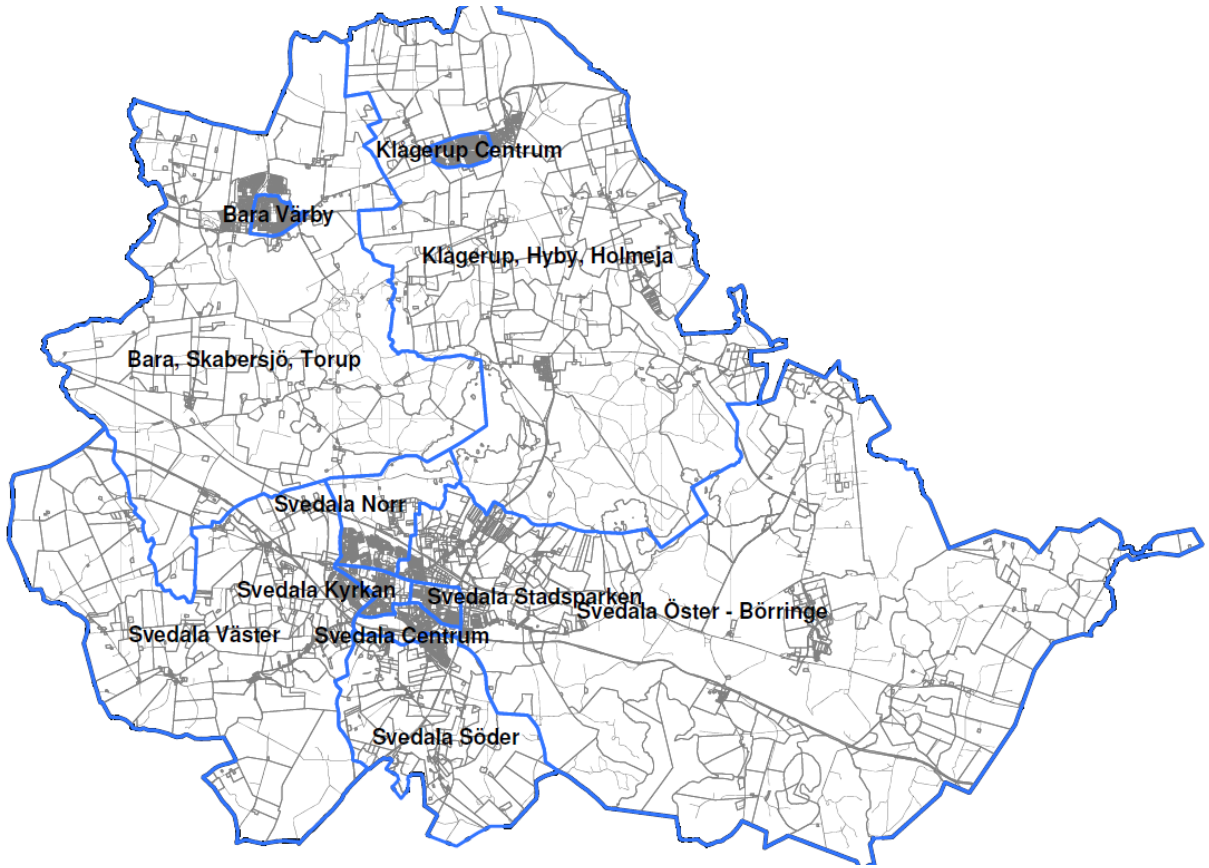 Klågerup Centrum
Bara Värby
Klågerup, Hyby, Holmeja
Bara, Skabersjö, Torup
Svedala Norr
Svedala Kyrkan
Svedala Stadsparken
Svedala Öster - Börringe
Svedala Väster
Svedala Centrum
Svedala Söder